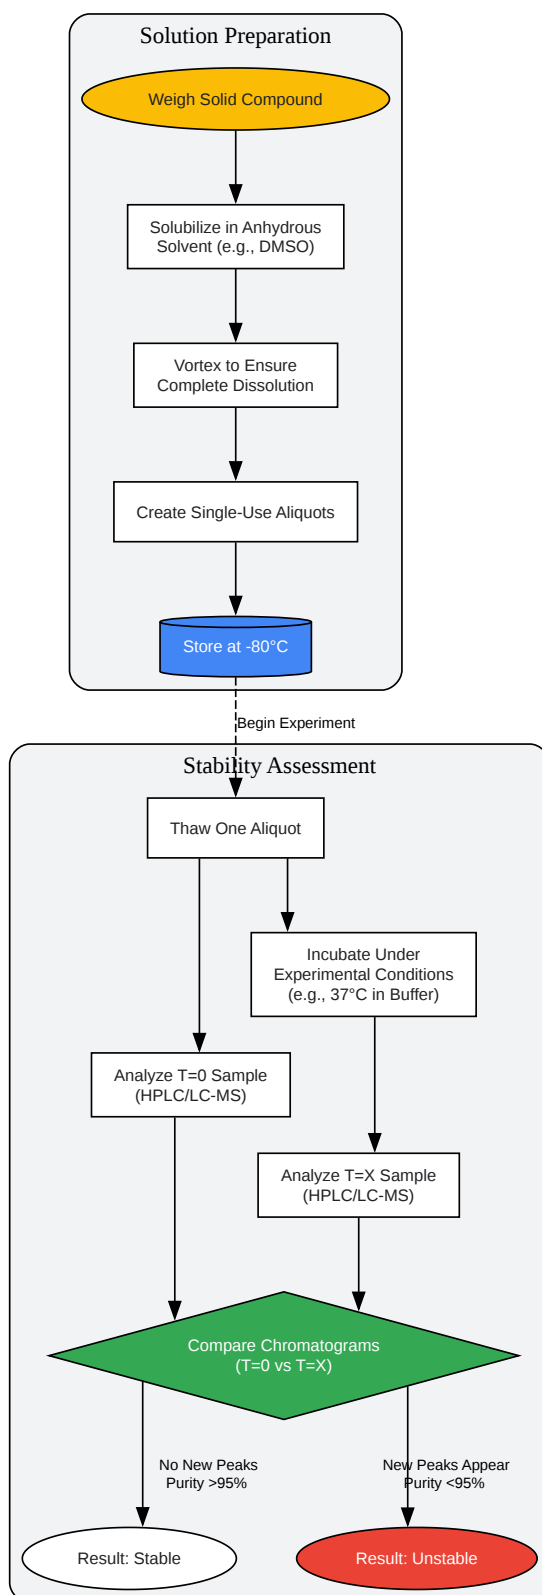 Solution Preparation
Weigh Solid Compound
Solubilize in Anhydrous
Solvent (e.g., DMSO)
Vortex to Ensure
Complete Dissolution
Create Single-Use Aliquots
Store at -80°C
Begin Experiment
Stability Assessment
Thaw One Aliquot
Incubate Under
Experimental Conditions
(e.g., 37°C in Buffer)
Analyze T=0 Sample
(HPLC/LC-MS)
Analyze T=X Sample
(HPLC/LC-MS)
Compare Chromatograms
(T=0 vs T=X)
No New Peaks
Purity >95%
New Peaks Appear
Purity <95%
Result: Stable
Result: Unstable